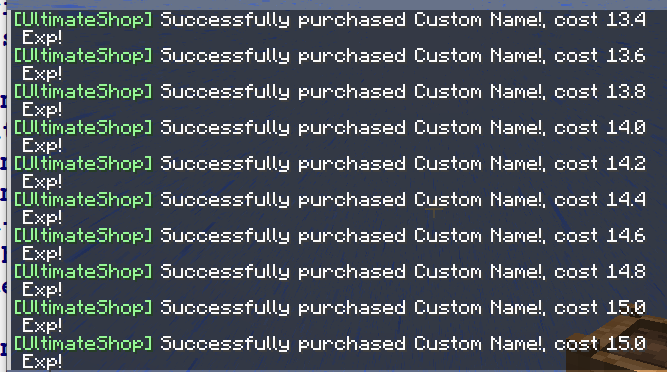 [UltimateShop] Successfully purchased Custom Name!, cost 13.4
Exp!
[UltimateShop] Successfully purchased Custom Name!, cost 13.6
Exp!
[UltimateShop] Successfully purchased Custom Name!, cost 13.8
Exp!
[UltimateShop] Successfully purchased Custom Name!, cost 14.0
Exp!
[UltimateShop] Successfully purchased Custom Name!, cost 14.2
Exp!
[UltimateShop] Successfully purchased Custom Name!, cost 14.4
Exp!
[UltimateShop] Successfully purchased Custom Name!, cost 14.6
Exp!
[UltimateShop] Successfully purchased Custom Name!, cost 14.8
Exp!
[UltimateShop] Successfully purchased Custom Name!, cost 15.0
Exp!
[UltimateShop] Successfully purchased Custom Name!, cost 15.0
Exp!